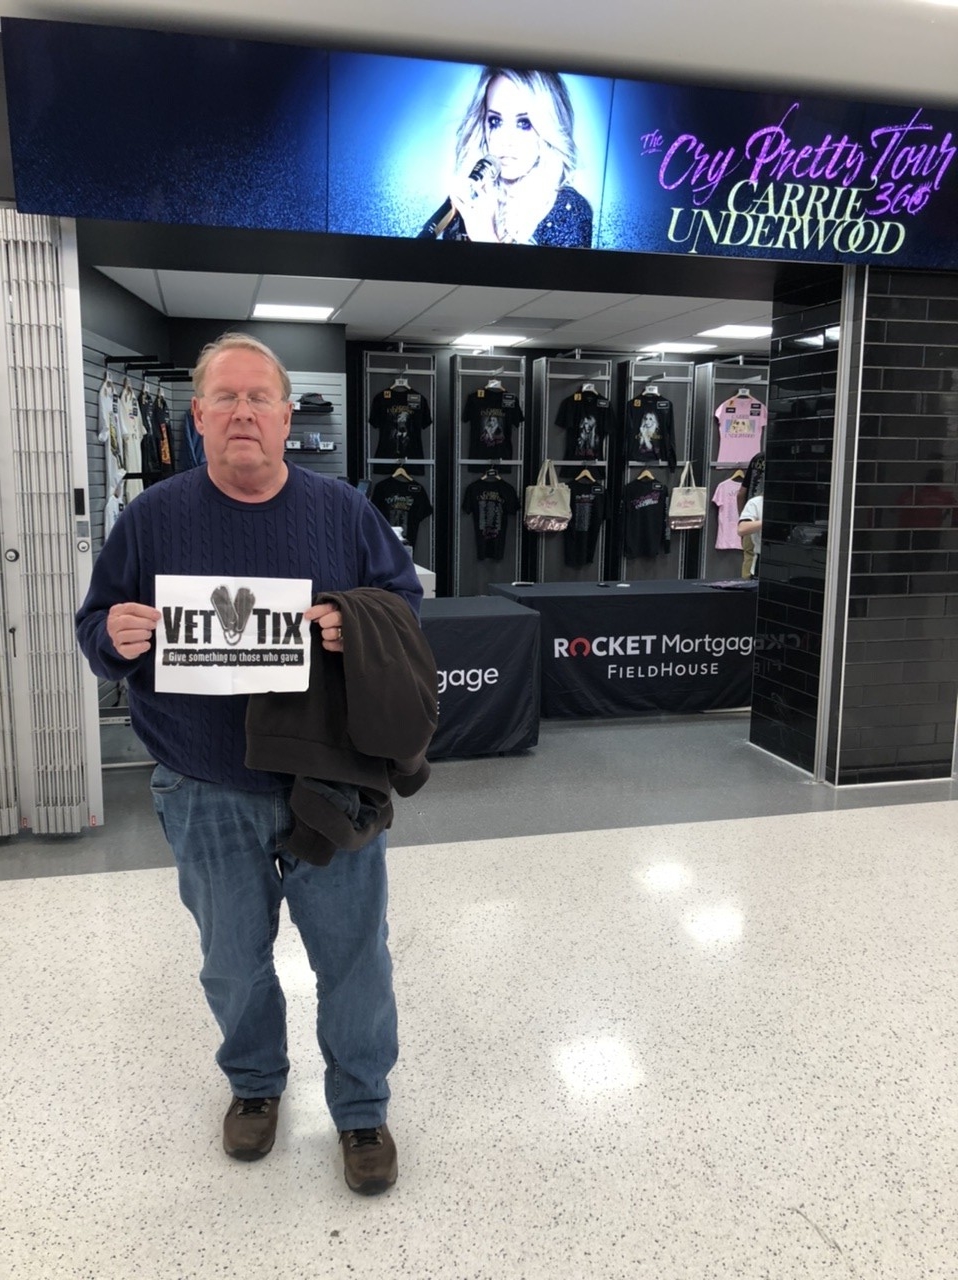 The
Cry Pretty Tour
360
CARRIE
UNDERWOOD
VET TIX
Give something to those who gave
gage
ROCKET Mortgage
FIELDHOUSE